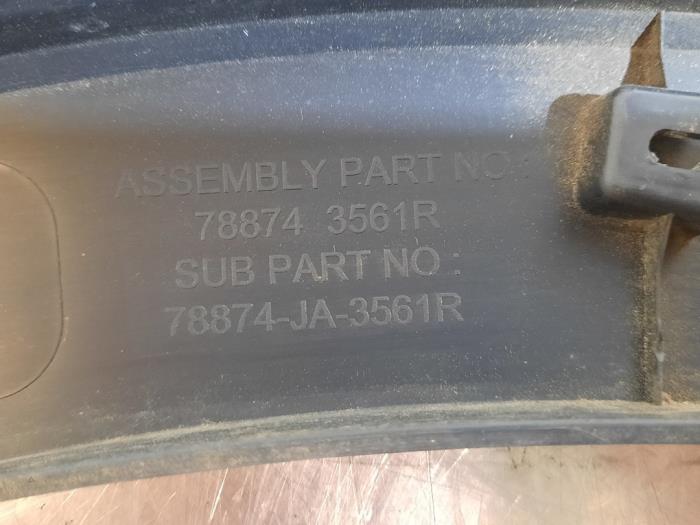 ASSEMBLY PART NO :
78874 3561R
SUB PART NO :
78874-JA-3561R